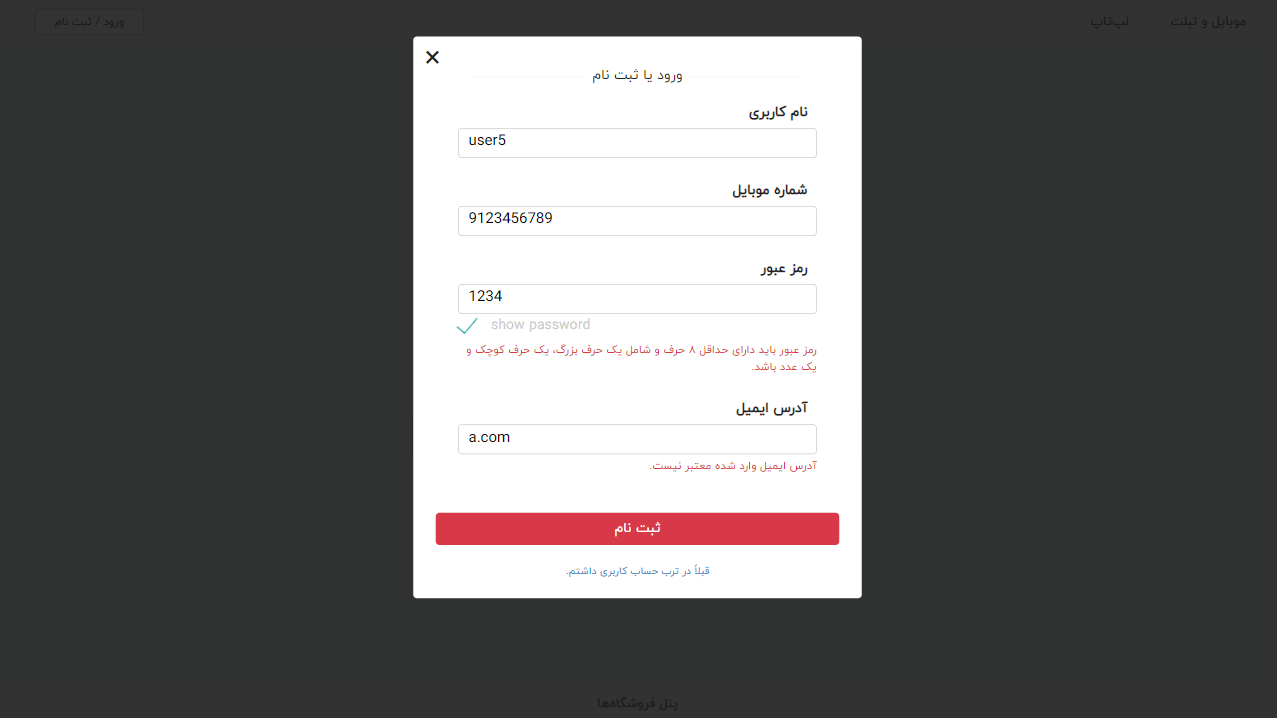 موبایل و تبلت
لپ‌تاپ
ورود / ثبت نام
ورود یا ثبت نام
نام کاربری
user5
شماره موبایل
9123456789
رمز عبور
1234
show password
رمز عبور باید دارای حداقل ۸ حرف و شامل یک حرف بزرگ، یک حرف کوچک و
یک عدد باشد.
آدرس ایمیل
a.com
آدرس ایمیل وارد شده معتبر نیست.
ثبت نام
قبلاً در ترب حساب کاربری داشتم.
پنل فروشگاه‌ها